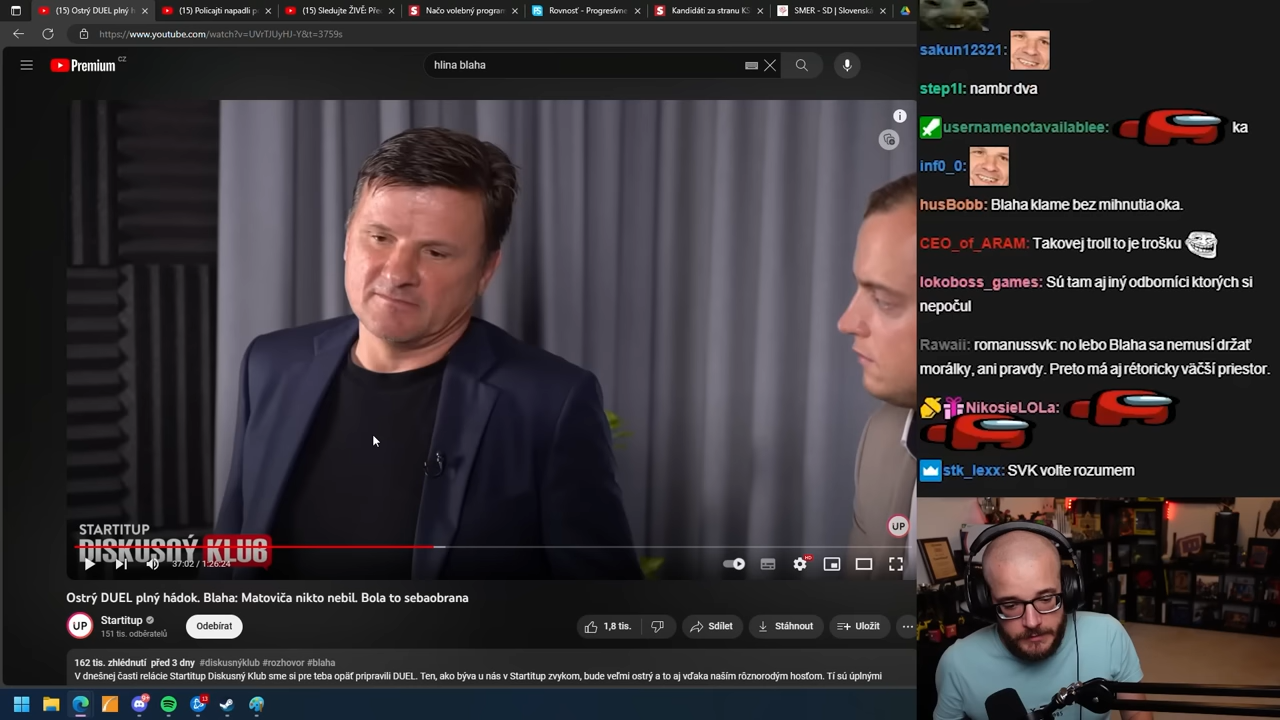 (15) Ostrý DUEL plný h
(15) Policajti napadli p
(15) Sledujte ŽIVĚ: Pře
Načo volebný program
Rovnosť - Progresívne
Kandidáti za stranu KS
SMER - SD | Slovenská
https://www.youtube.com/watch?v=UVrTJUyHJ-Y&t=3759s
Premium CZ
hlina blaha
STARTITUP
DISKUSNÝ KLUB
UP
37:02 / 1:26:24
HD
Ostrý DUEL plný hádok. Blaha: Matoviča nikto nebil. Bola to sebaobrana
UP
Startitup
151 tis. odběratelů
Odebírat
1,8 tis.
Sdílet
Stáhnout
Uložit
162 tis. zhlédnutí před 3 dny #diskusnýklub #rozhovor #blaha
V dnešnej časti relácie Startitup Diskusný Klub sme si pre teba opäť pripravili DUEL. Ten, ako býva u nás v Startitup zvykom, bude veľmi ostrý a to aj vďaka naším rôznorodým hosťom. Tí sú úplnými
sakun12321:
step1l: nambr dva
usernamenotavailablee: ka
inf0_0:
husBobb: Blaha klame bez mihnutia oka.
CEO_of_ARAM: Takovej troll to je trošku
lokoboss_games: Sú tam aj iný odborníci ktorých si
nepočul
Rawaii: romanussvk: no lebo Blaha sa nemusí držať
morálky, ani pravdy. Preto má aj rétoricky väčší priestor.
NikosieLOLa:
stk_lexx: SVK volte rozumem